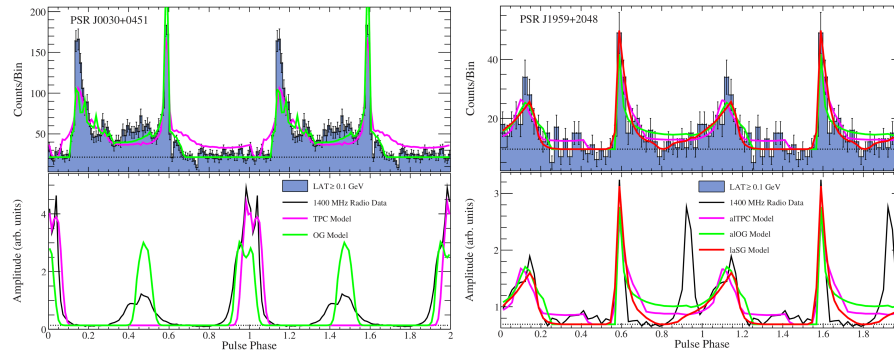 PSR J0030+0451
Counts/Bin
200
150
100
50
LAT ≥ 0.1 GeV
1400 MHz Radio Data
TPC Model
OG Model
Amplitude (arb. units)
4
2
0
0 0.2 0.4 0.6 0.8 1 1.2 1.4 1.6 1.8 2
Pulse Phase
PSR J1959+2048
Counts/Bin
40
20
LAT ≥ 0.1 GeV
1400 MHz Radio Data
alTPC Model
alOG Model
laSG Model
Amplitude (arb. units)
3
2
1
0 0.2 0.4 0.6 0.8 1 1.2 1.4 1.6 1.8
Pulse Phase